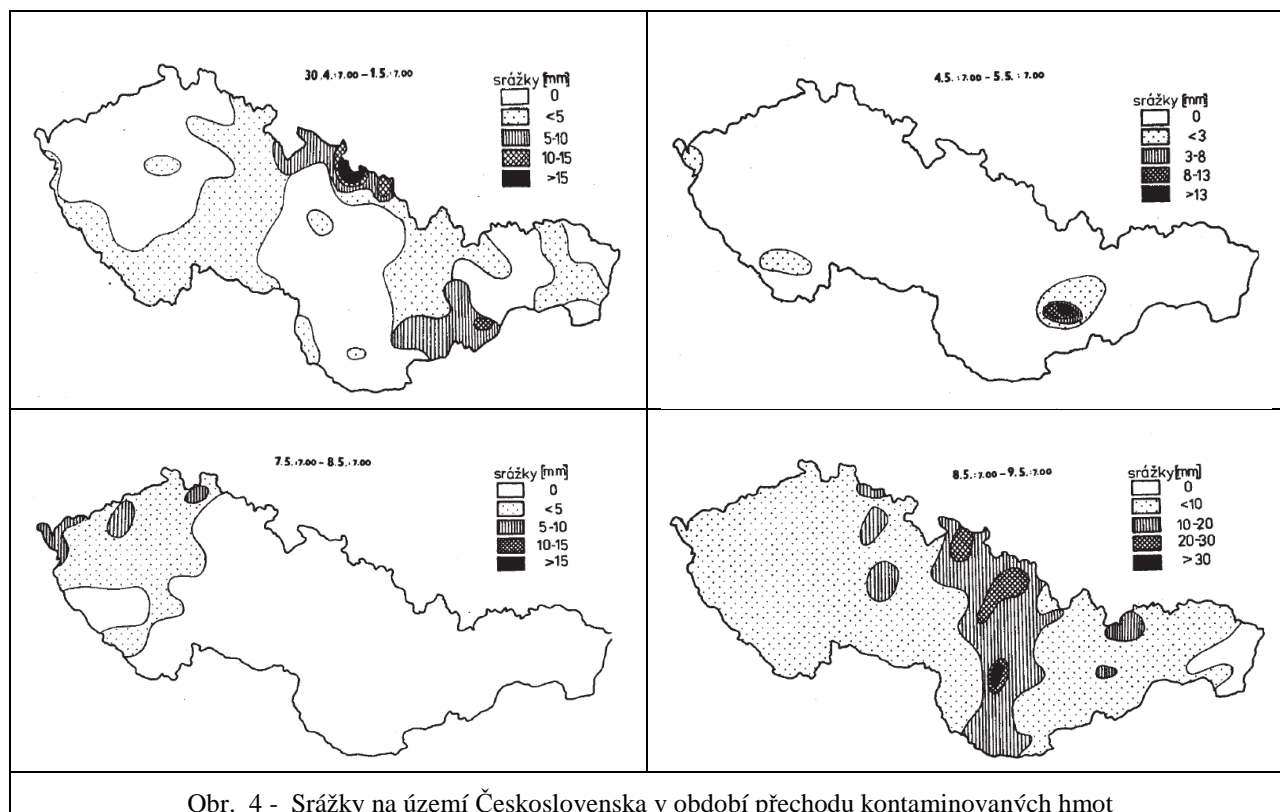 30.4.:7.00 – 1.5.:7.00
srážky [mm]
0
<5
5-10
10-15
>15
4.5.:7.00 – 5.5.:7.00
srážky [mm]
0
<3
3-8
8-13
>13
7.5.:7.00 – 8.5.:7.00
srážky [mm]
0
<5
5-10
10-15
>15
8.5.:7.00 – 9.5.:7.00
srážky [mm]
0
<10
10-20
20-30
>30
Obr. 4 - Srážky na území Československa v období přechodu kontaminovaných hmot